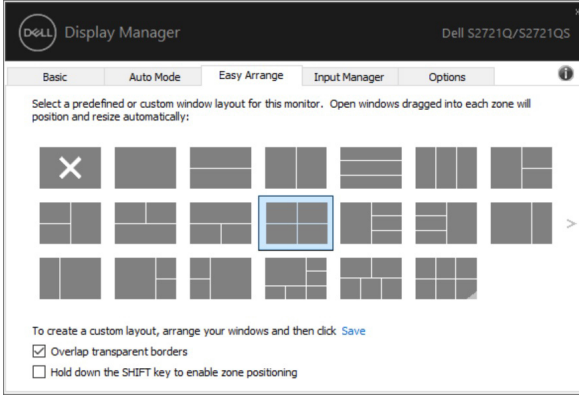 DELL Display Manager
Dell S2721Q/S2721QS
Basic Auto Mode Easy Arrange Input Manager Options
Select a predefined or custom window layout for this monitor. Open windows dragged into each zone will
position and resize automatically:
To create a custom layout, arrange your windows and then click Save
Overlap transparent borders
Hold down the SHIFT key to enable zone positioning